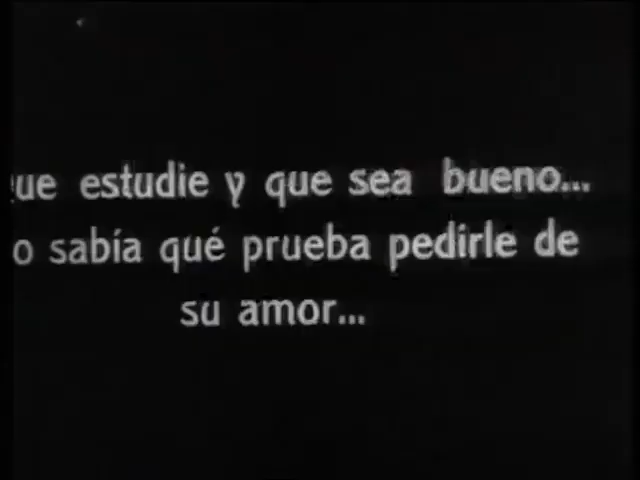 ue estudie y que sea bueno...
o sabía qué prueba pedirle de
su amor...